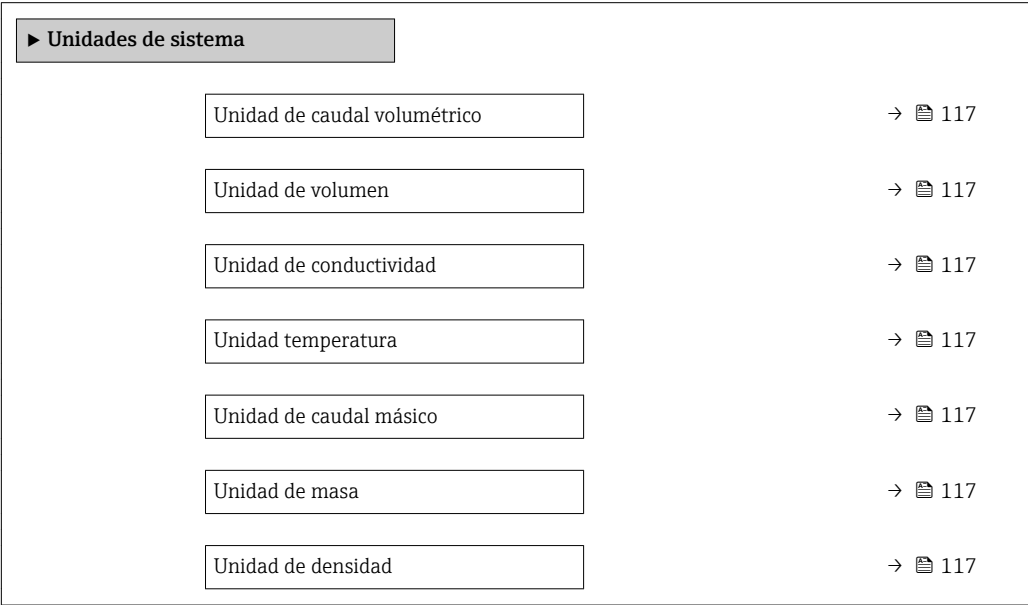 ▸ Unidades de sistema
Unidad de caudal volumétrico → 117
Unidad de volumen → 117
Unidad de conductividad → 117
Unidad temperatura → 117
Unidad de caudal másico → 117
Unidad de masa → 117
Unidad de densidad → 117